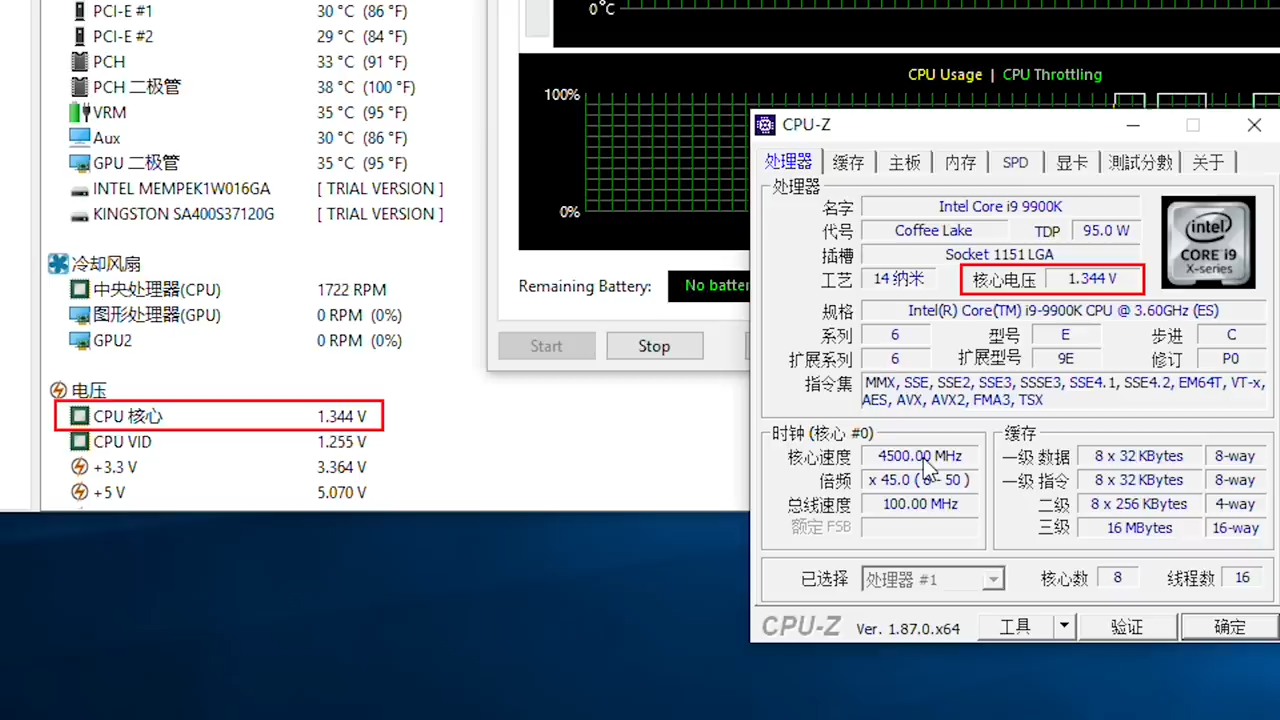 PCI-E #1 30 °C (86 °F)
PCI-E #2 29 °C (84 °F)
PCH 33 °C (91 °F)
PCH 二极管 38 °C (100 °F)
VRM 35 °C (95 °F)
Aux 30 °C (86 °F)
GPU 二极管 35 °C (95 °F)
INTEL MEMPEK1W016GA [ TRIAL VERSION ]
KINGSTON SA400S37120G [ TRIAL VERSION ]
冷却风扇
中央处理器(CPU) 1722 RPM
图形处理器(GPU) 0 RPM (0%)
GPU2 0 RPM (0%)
电压
CPU 核心 1.344 V
CPU VID 1.255 V
+3.3 V 3.364 V
+5 V 5.070 V
0°C
CPU Usage | CPU Throttling
100%
0%
Remaining Battery: No batter
Start Stop
CPU-Z
处理器 缓存 主板 内存 SPD 显卡 測試分數 关于
处理器
名字 Intel Core i9 9900K
代号 Coffee Lake TDP 95.0 W
插槽 Socket 1151 LGA
工艺 14 纳米 核心电压 1.344 V
intel
CORE i9
X-series
规格 Intel(R) Core(TM) i9-9900K CPU @ 3.60GHz (ES)
系列 6 型号 E 步进 C
扩展系列 6 扩展型号 9E 修订 P0
指令集 MMX, SSE, SSE2, SSE3, SSSE3, SSE4.1, SSE4.2, EM64T, VT-x,
AES, AVX, AVX2, FMA3, TSX
时钟 (核心 #0)
核心速度 4500.00 MHz
倍频 x 45.0 ( 8 - 50 )
总线速度 100.00 MHz
额定 FSB
缓存
一级 数据 8 x 32 KBytes 8-way
一级 指令 8 x 32 KBytes 8-way
二级 8 x 256 KBytes 4-way
三级 16 MBytes 16-way
已选择 处理器 #1 核心数 8 线程数 16
CPU-Z Ver. 1.87.0.x64 工具 验证 确定